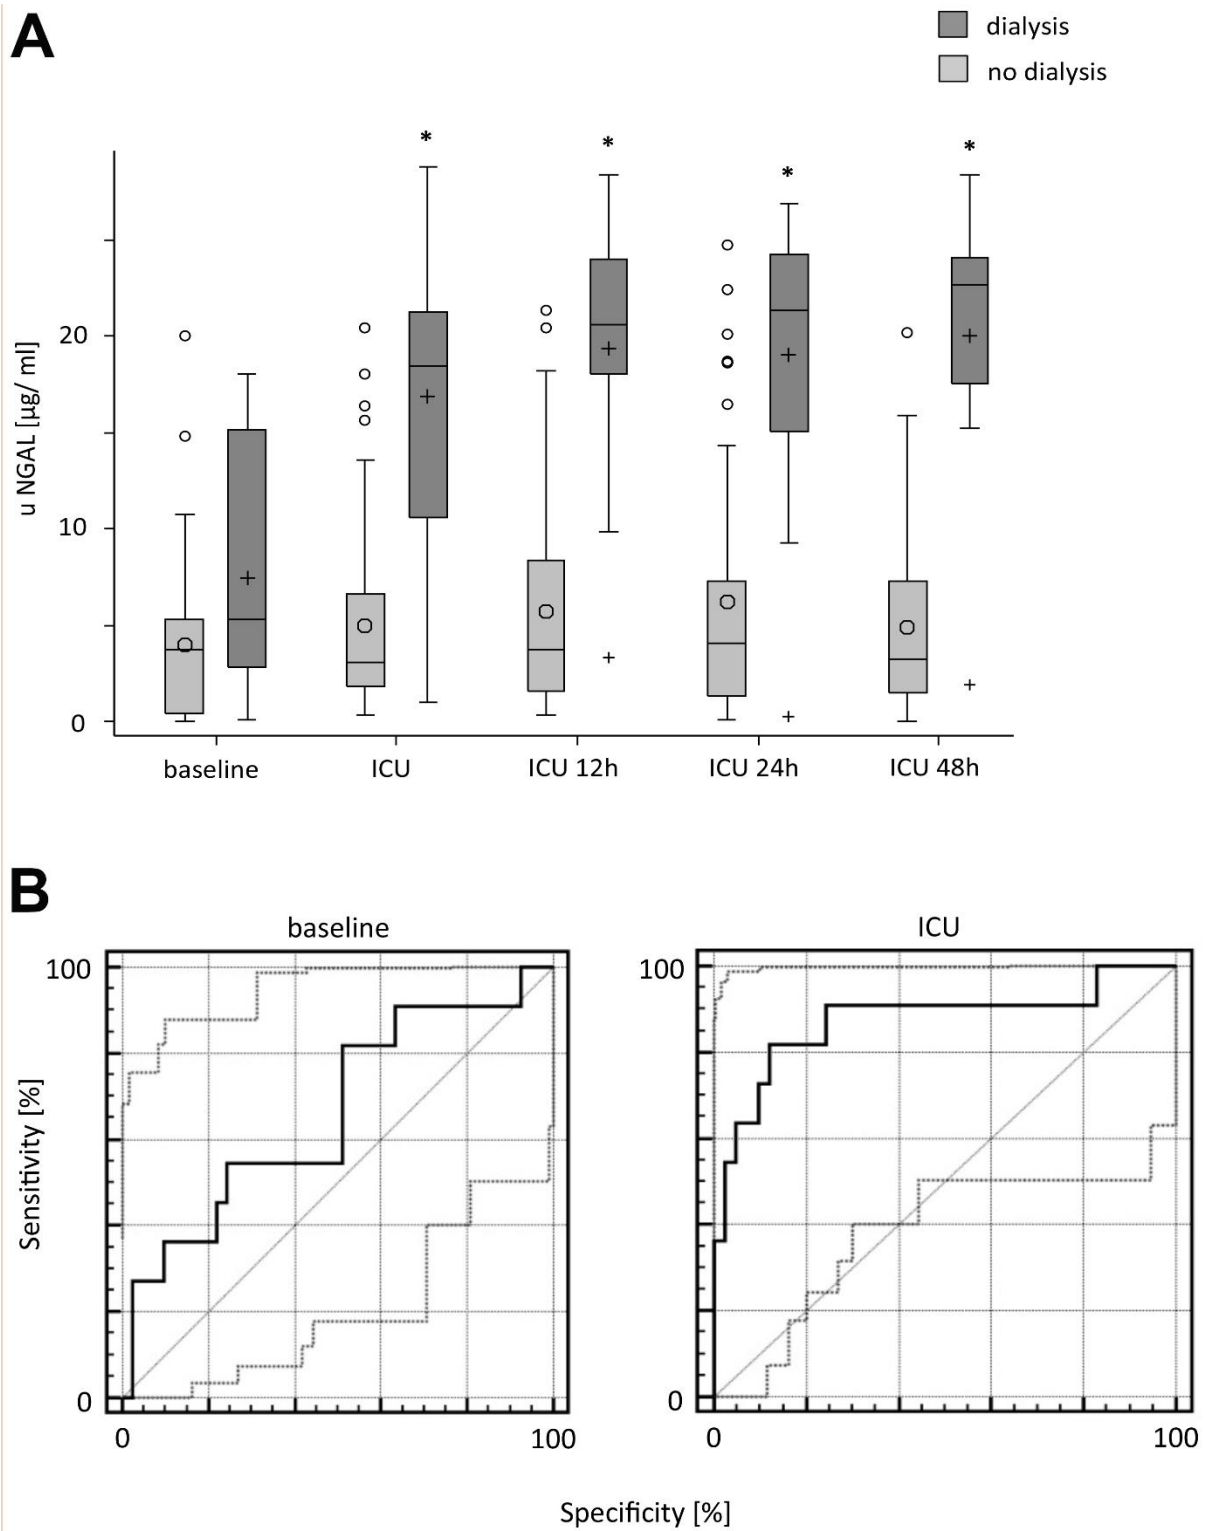 A
dialysis
no dialysis
* * * *
u NGAL [µg/ ml]
20
10
0
baseline ICU ICU 12h ICU 24h ICU 48h
B
baseline ICU
Sensitivity [%]
100 100
0 0
0 100 0 100
Specificity [%]